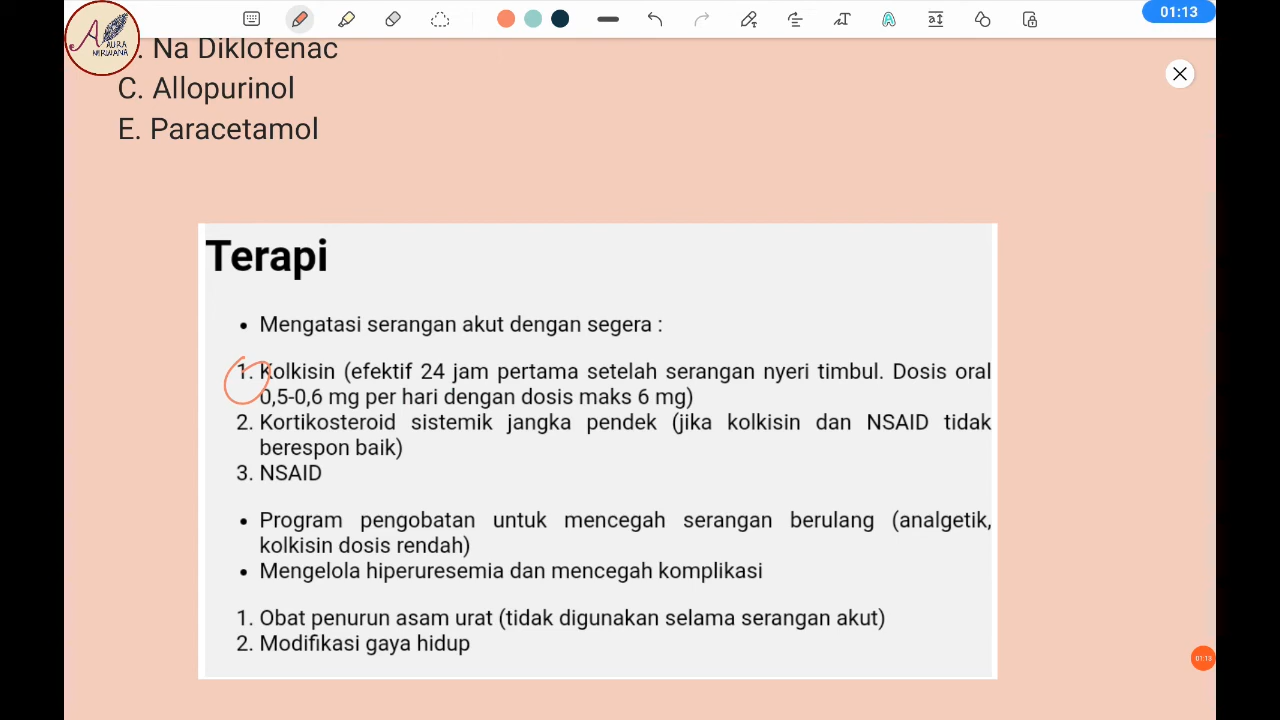 01:13
AURA
NIRWANA
. Na Diklofenac
C. Allopurinol
E. Paracetamol
Terapi
• Mengatasi serangan akut dengan segera :
1. Kolkisin (efektif 24 jam pertama setelah serangan nyeri timbul. Dosis oral
0,5-0,6 mg per hari dengan dosis maks 6 mg)
2. Kortikosteroid sistemik jangka pendek (jika kolkisin dan NSAID tidak
berespon baik)
3. NSAID
• Program pengobatan untuk mencegah serangan berulang (analgetik,
kolkisin dosis rendah)
• Mengelola hiperuresemia dan mencegah komplikasi
1. Obat penurun asam urat (tidak digunakan selama serangan akut)
2. Modifikasi gaya hidup
01:13